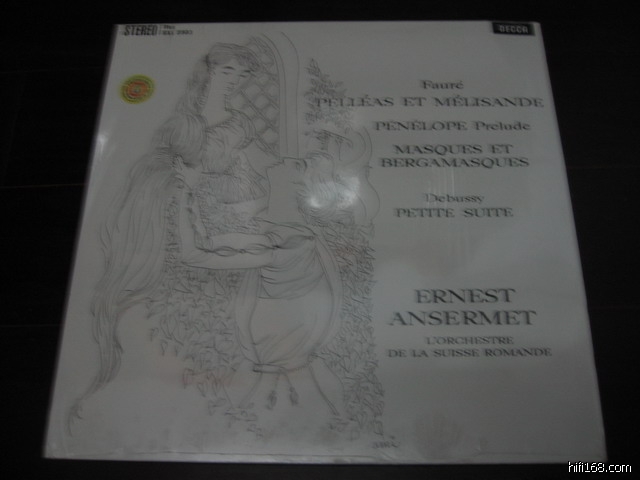 STEREO
DECCA
Fauré
PELLÉAS ET MÉLISANDE
PÉNÉLOPE Prelude
MASQUES ET
BERGAMASQUES
Debussy
PETITE SUITE
ERNEST
ANSERMET
L'ORCHESTRE
DE LA SUISSE ROMANDE
hifi168.com